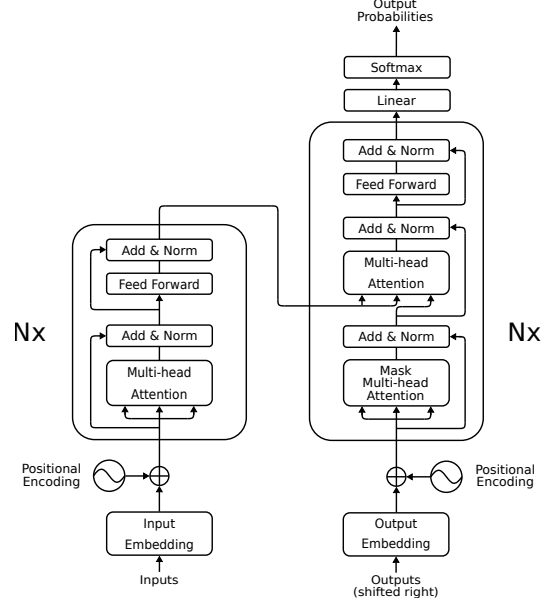 Output
Probabilities
Softmax
Linear
Add & Norm
Feed Forward
Add & Norm
Multi-head
Attention
Add & Norm
Mask
Multi-head
Attention
Nx
Positional
Encoding
Output
Embedding
Outputs
(shifted right)
Add & Norm
Feed Forward
Add & Norm
Multi-head
Attention
Nx
Positional
Encoding
Input
Embedding
Inputs